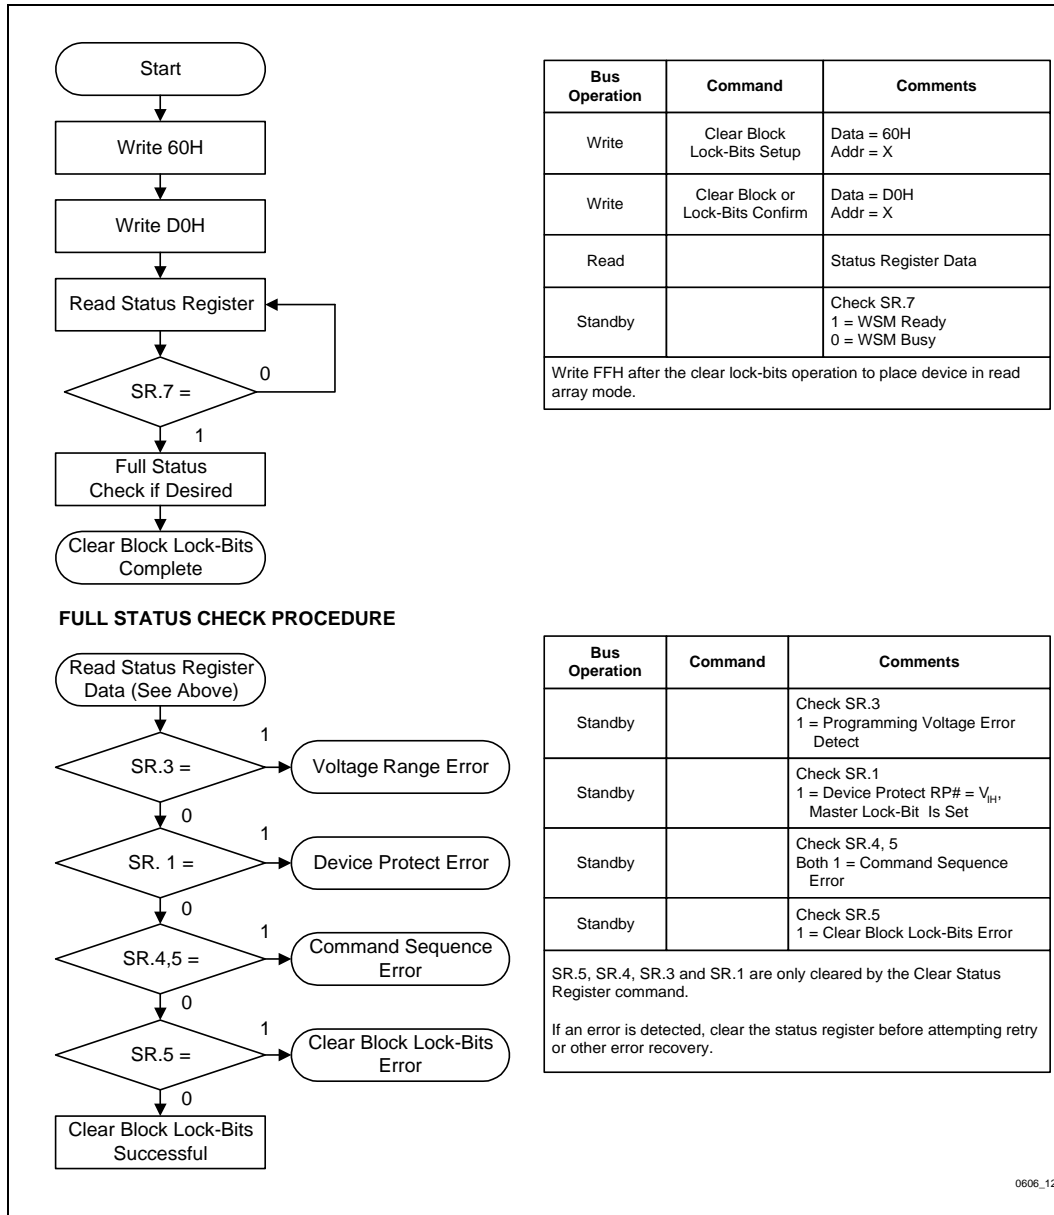 Start
Write 60H
Write D0H
Read Status Register
SR.7 =
0
1
Full Status
Check if Desired
Clear Block Lock-Bits
Complete
Bus
Operation
Command
Comments
Write
Clear Block
Lock-Bits Setup
Data = 60H
Addr = X
Write
Clear Block or
Lock-Bits Confirm
Data = D0H
Addr = X
Read
Status Register Data
Standby
Check SR.7
1 = WSM Ready
0 = WSM Busy
Write FFH after the clear lock-bits operation to place device in read
array mode.
FULL STATUS CHECK PROCEDURE
Read Status Register
Data (See Above)
SR.3 =
1
Voltage Range Error
0
SR. 1 =
1
Device Protect Error
0
SR.4,5 =
1
Command Sequence
Error
0
SR.5 =
1
Clear Block Lock-Bits
Error
0
Clear Block Lock-Bits
Successful
Bus
Operation
Command
Comments
Standby
Check SR.3
1 = Programming Voltage Error
Detect
Standby
Check SR.1
1 = Device Protect RP# = VIH,
Master Lock-Bit Is Set
Standby
Check SR.4, 5
Both 1 = Command Sequence
Error
Standby
Check SR.5
1 = Clear Block Lock-Bits Error
SR.5, SR.4, SR.3 and SR.1 are only cleared by the Clear Status
Register command.
If an error is detected, clear the status register before attempting retry
or other error recovery.
0606_12